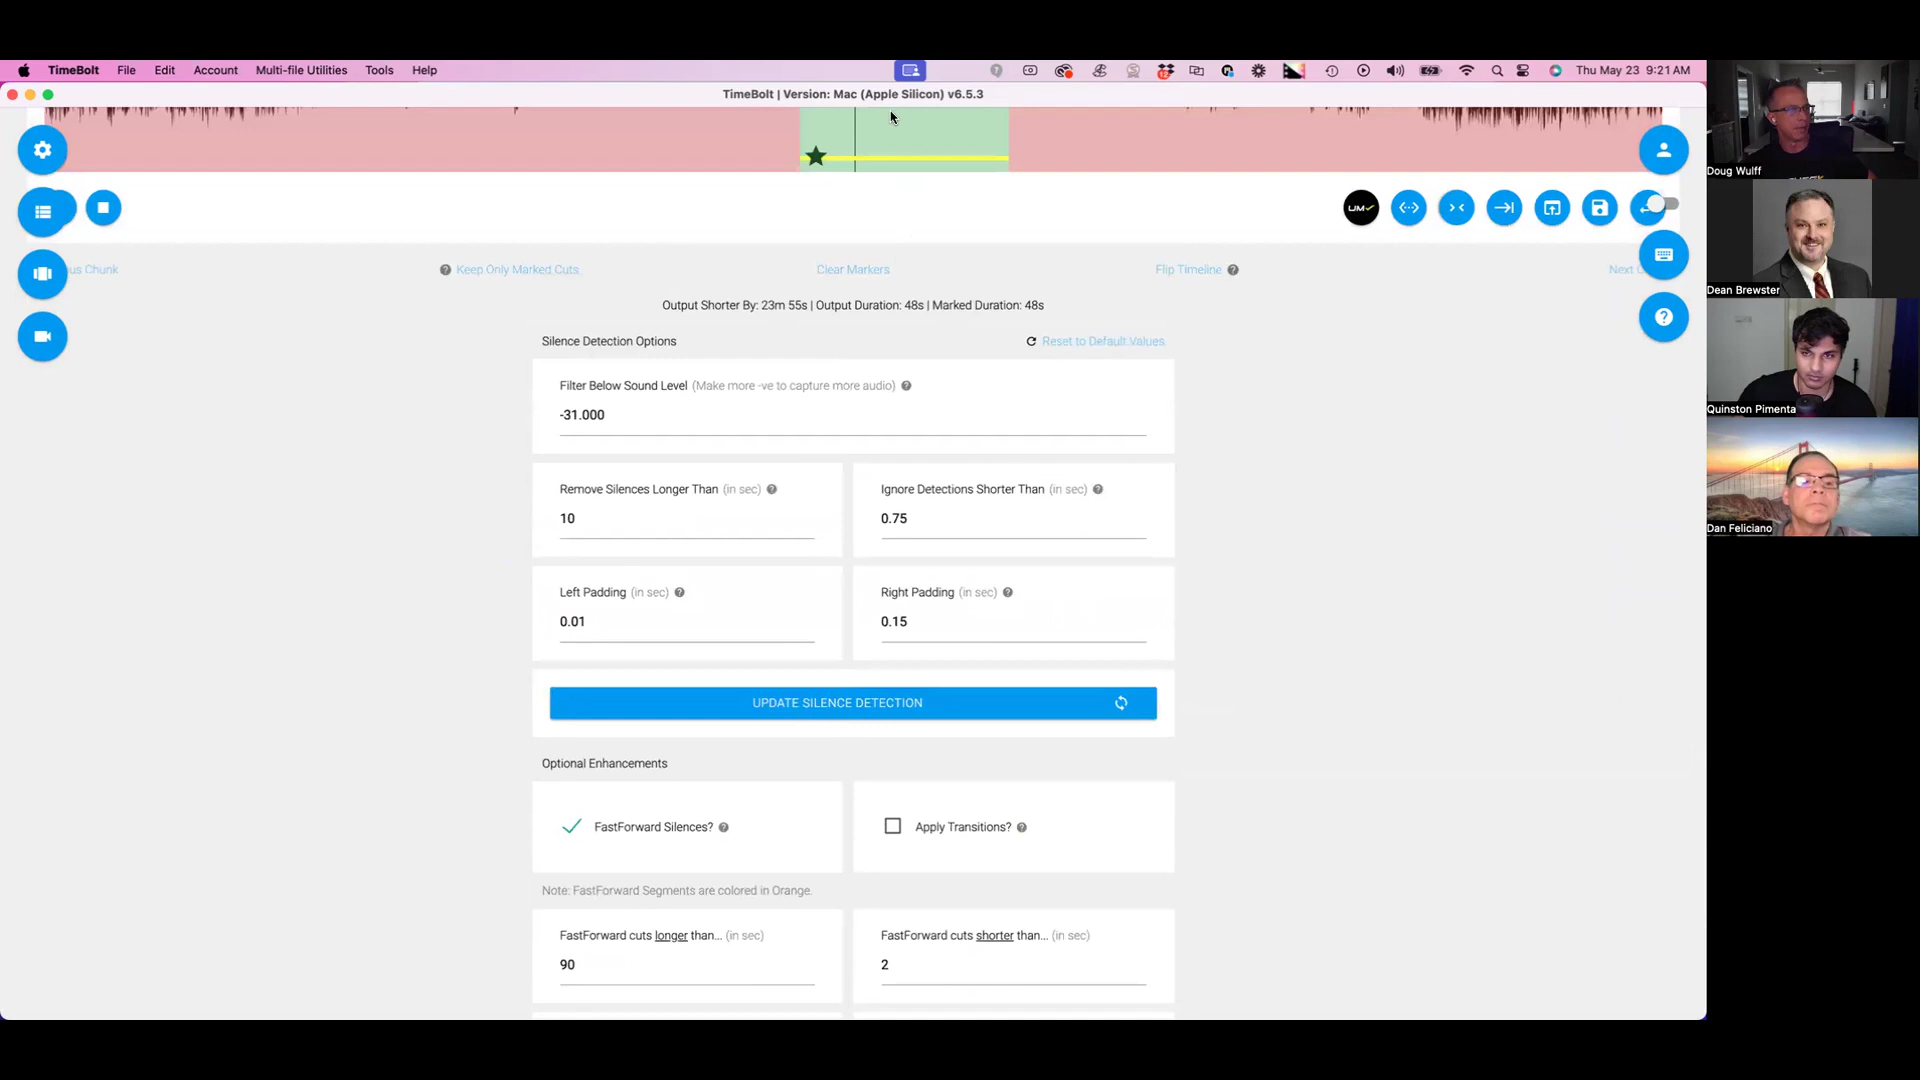 TimeBolt File Edit Account Multi-file Utilities Tools Help
12
Thu May 23 9:21 AM
TimeBolt | Version: Mac (Apple Silicon) v6.5.3
UM
us Chunk
Keep Only Marked Cuts
Clear Markers
Flip Timeline
Next
Output Shorter By: 23m 55s | Output Duration: 48s | Marked Duration: 48s
Silence Detection Options
Reset to Default Values
Filter Below Sound Level (Make more -ve to capture more audio)
-31.000
Remove Silences Longer Than (in sec)
10
Ignore Detections Shorter Than (in sec)
0.75
Left Padding (in sec)
0.01
Right Padding (in sec)
0.15
UPDATE SILENCE DETECTION
Optional Enhancements
FastForward Silences?
Apply Transitions?
Note: FastForward Segments are colored in Orange.
FastForward cuts longer than... (in sec)
90
FastForward cuts shorter than... (in sec)
2
Doug Wulff
Dean Brewster
Quinston Pimenta
Dan Feliciano